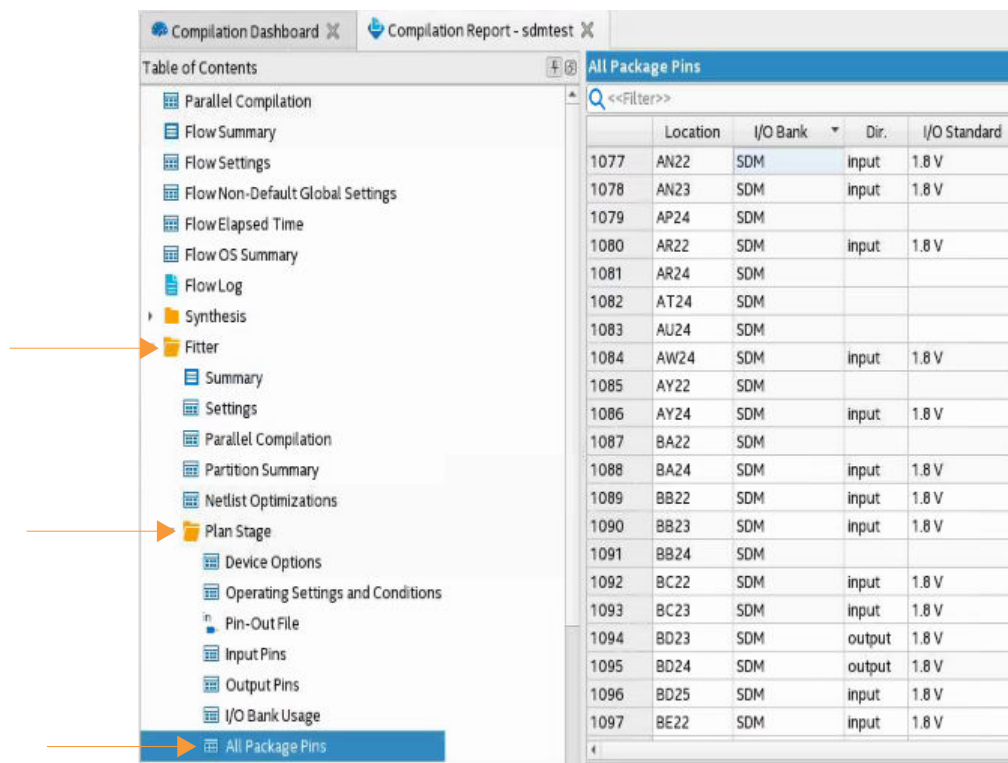 Compilation Dashboard
Compilation Report - sdmtest
Table of Contents
Parallel Compilation
Flow Summary
Flow Settings
Flow Non-Default Global Settings
Flow Elapsed Time
Flow OS Summary
Flow Log
Synthesis
Fitter
Summary
Settings
Parallel Compilation
Partition Summary
Netlist Optimizations
Plan Stage
Device Options
Operating Settings and Conditions
in
Pin-Out File
Input Pins
Output Pins
I/O Bank Usage
All Package Pins
All Package Pins
<<Filter>>
Location I/O Bank Dir. I/O Standard
1077 AN22 SDM input 1.8 V
1078 AN23 SDM input 1.8 V
1079 AP24 SDM
1080 AR22 SDM input 1.8 V
1081 AR24 SDM
1082 AT24 SDM
1083 AU24 SDM
1084 AW24 SDM input 1.8 V
1085 AY22 SDM
1086 AY24 SDM input 1.8 V
1087 BA22 SDM
1088 BA24 SDM input 1.8 V
1089 BB22 SDM input 1.8 V
1090 BB23 SDM input 1.8 V
1091 BB24 SDM
1092 BC22 SDM input 1.8 V
1093 BC23 SDM input 1.8 V
1094 BD23 SDM output 1.8 V
1095 BD24 SDM output 1.8 V
1096 BD25 SDM input 1.8 V
1097 BE22 SDM input 1.8 V